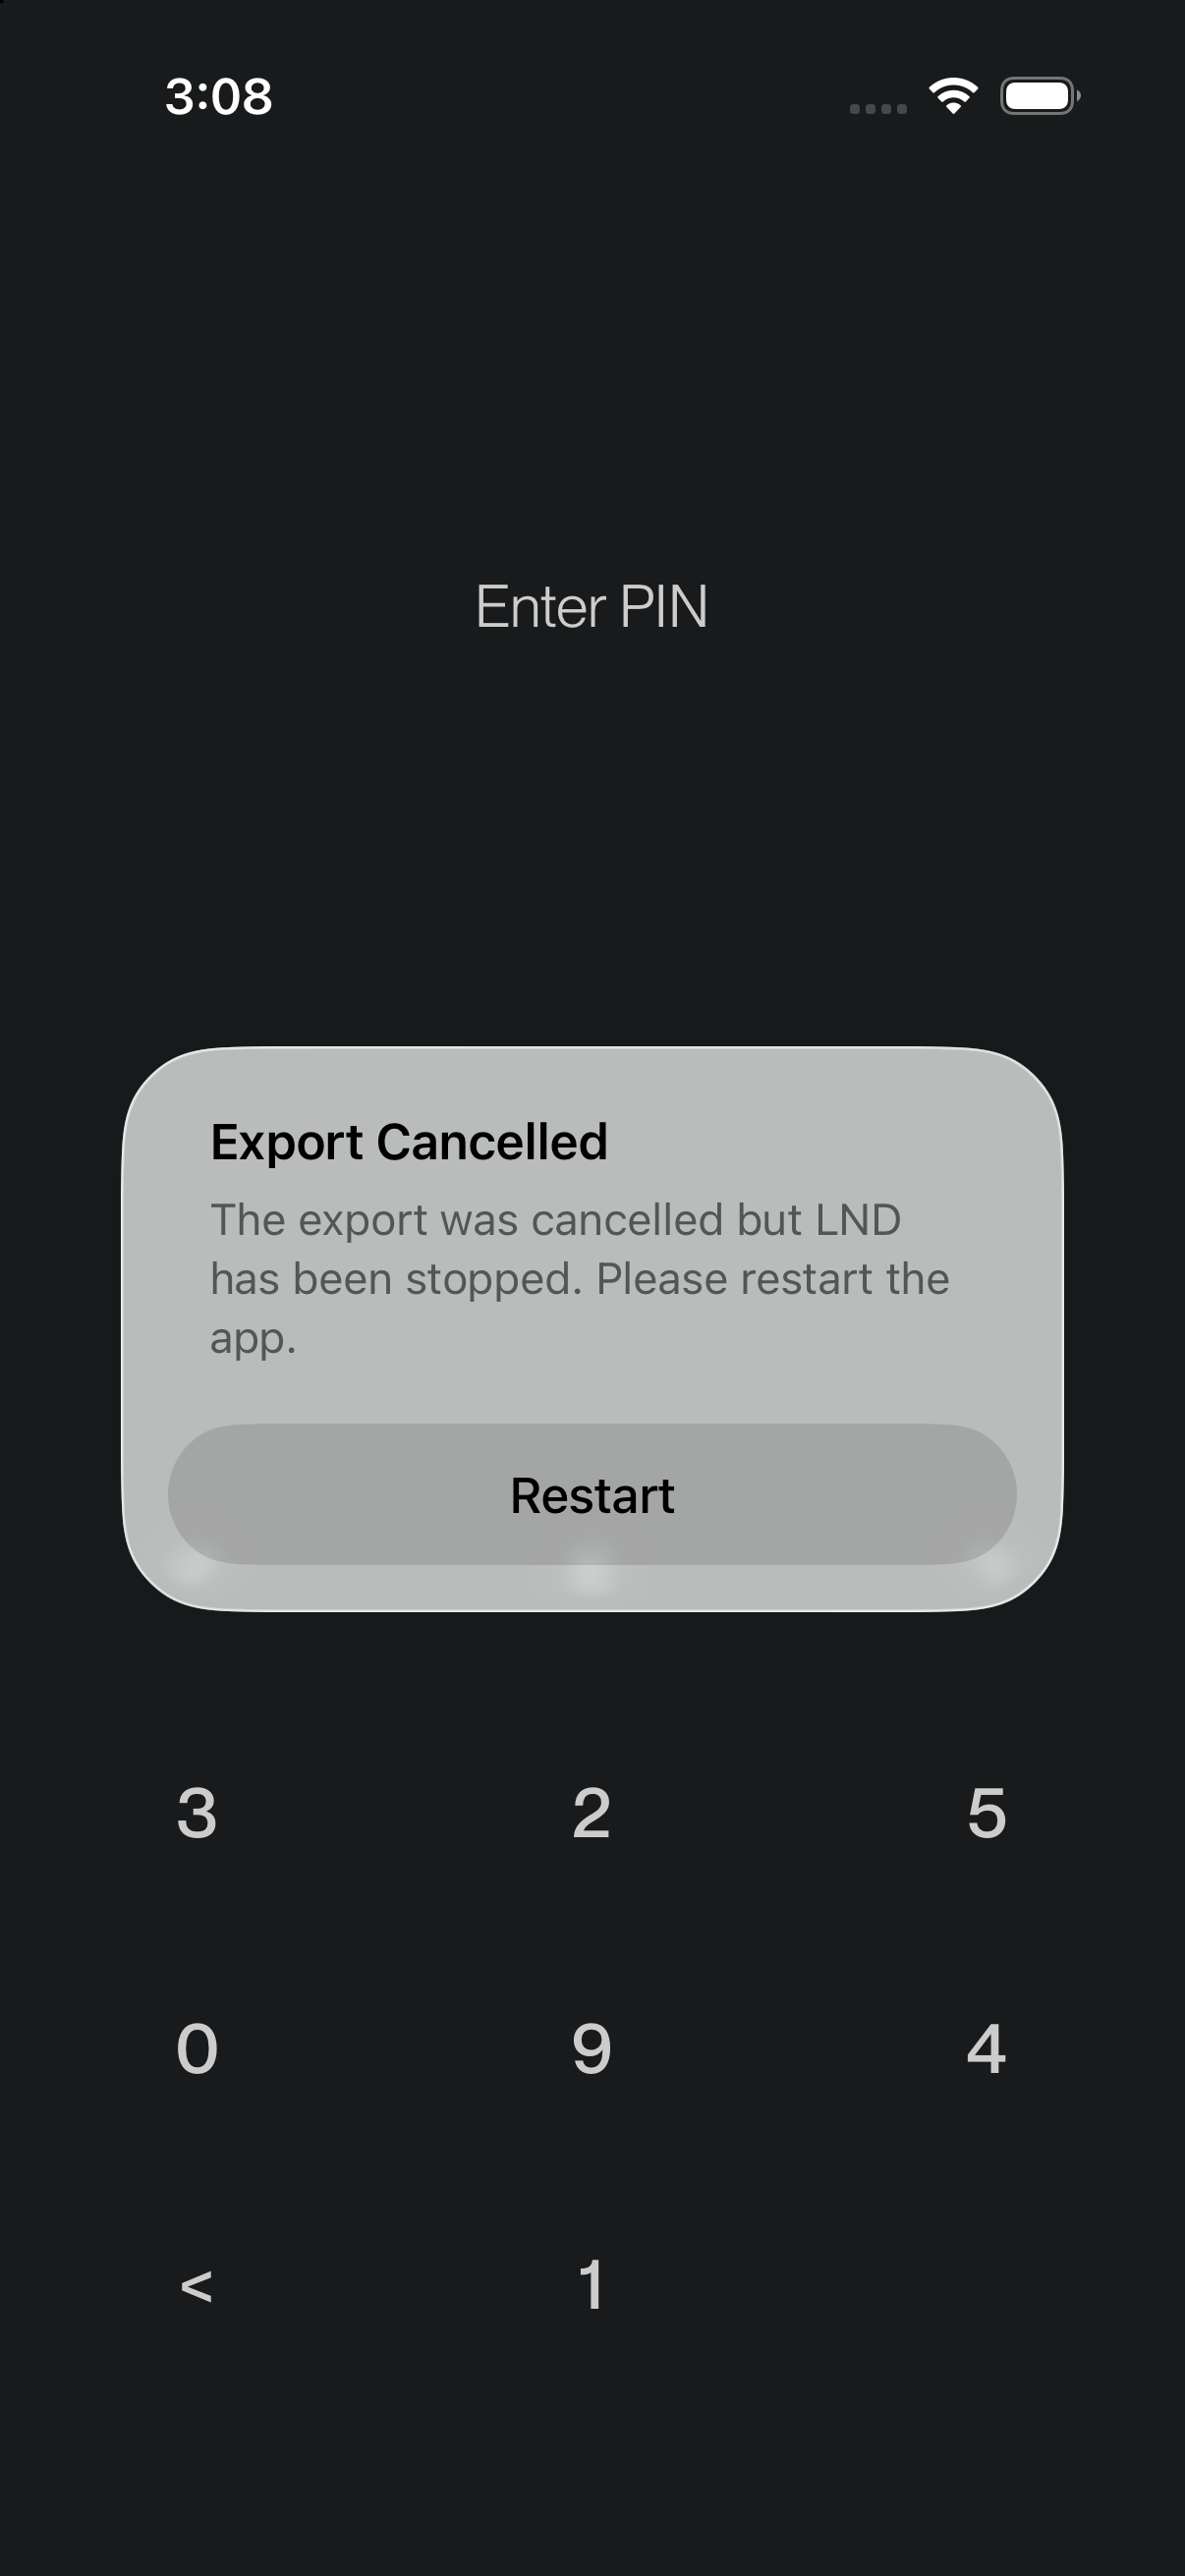 3:08
Enter PIN
Export Cancelled
The export was cancelled but LND
has been stopped. Please restart the
app.
Restart
3 2 5
0 9 4
< 1